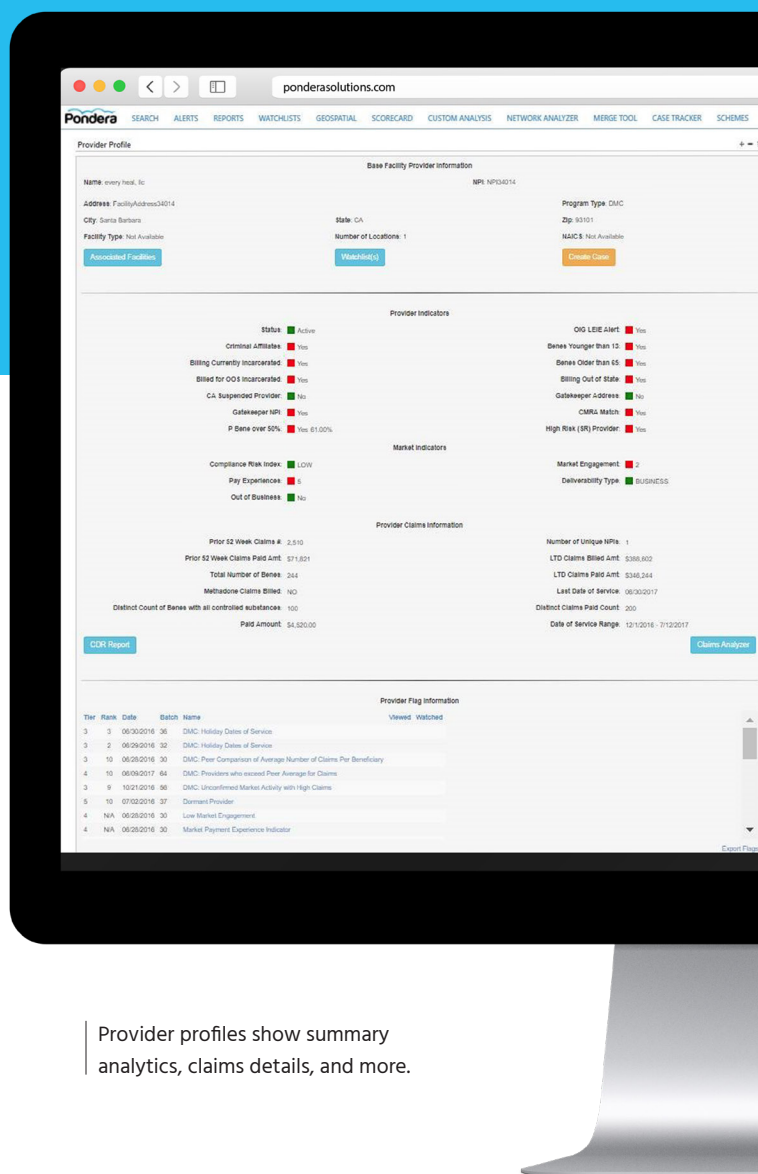 ponderasolutions.com
Pondera SEARCH ALERTS REPORTS WATCHLISTS GEOSPATIAL SCORECARD CUSTOM ANALYSIS NETWORK ANALYZER MERGE TOOL CASE TRACKER SCHEMES
Provider Profile
Base Facility Provider Information
Name: every heal, llc NPI: NPI34014
Address: FacilityAddress34014 Program Type: DMC
City: Santa Barbara State: CA Zip: 93101
Facility Type: Not Available Number of Locations: 1 NAICS: Not Available
Associated Facilities Watchlist(s) Create Case
Provider Indicators
Status: Active OIG LEIE Alert: Yes
Criminal Affiliates: Yes Benes Younger than 13: Yes
Billing Currently Incarcerated: Yes Benes Older than 65: Yes
Billed for OOS Incarcerated: Yes Billing Out of State: Yes
CA Suspended Provider: No Gatekeeper Address: No
Gatekeeper NPI: Yes CMRA Match: Yes
P Bene over 50%: Yes 61.00% High Risk (SR) Provider: Yes
Market Indicators
Compliance Risk Index: LOW Market Engagement: 2
Pay Experiences: 5 Deliverability Type: BUSINESS
Out of Business: No
Provider Claims Information
Prior 52 Week Claims #: 2,510 Number of Unique NPIs: 1
Prior 52 Week Claims Paid Amt: $71,821 LTD Claims Billed Amt: $388,602
Total Number of Benes: 244 LTD Claims Paid Amt: $346,244
Methadone Claims Billed: NO Last Date of Service: 06/30/2017
Distinct Count of Benes with all controlled substances: 100 Distinct Claims Paid Count: 200
Paid Amount: $4,520.00 Date of Service Range: 12/1/2016 - 7/12/2017
CDR Report Claims Analyzer
Provider Flag Information
Tier Rank Date Batch Name Viewed Watched
3 3 06/30/2016 36 DMC: Holiday Dates of Service
3 2 06/29/2016 32 DMC: Holiday Dates of Service
3 10 06/28/2016 30 DMC: Peer Comparison of Average Number of Claims Per Beneficiary
4 10 06/09/2017 64 DMC: Providers who exceed Peer Average for Claims
3 9 10/21/2016 56 DMC: Unconfirmed Market Activity with High Claims
5 10 07/02/2016 37 Dormant Provider
4 N/A 06/28/2016 30 Low Market Engagement
4 N/A 06/28/2016 30 Market Payment Experience Indicator
Export Flags
Provider profiles show summary
analytics, claims details, and more.